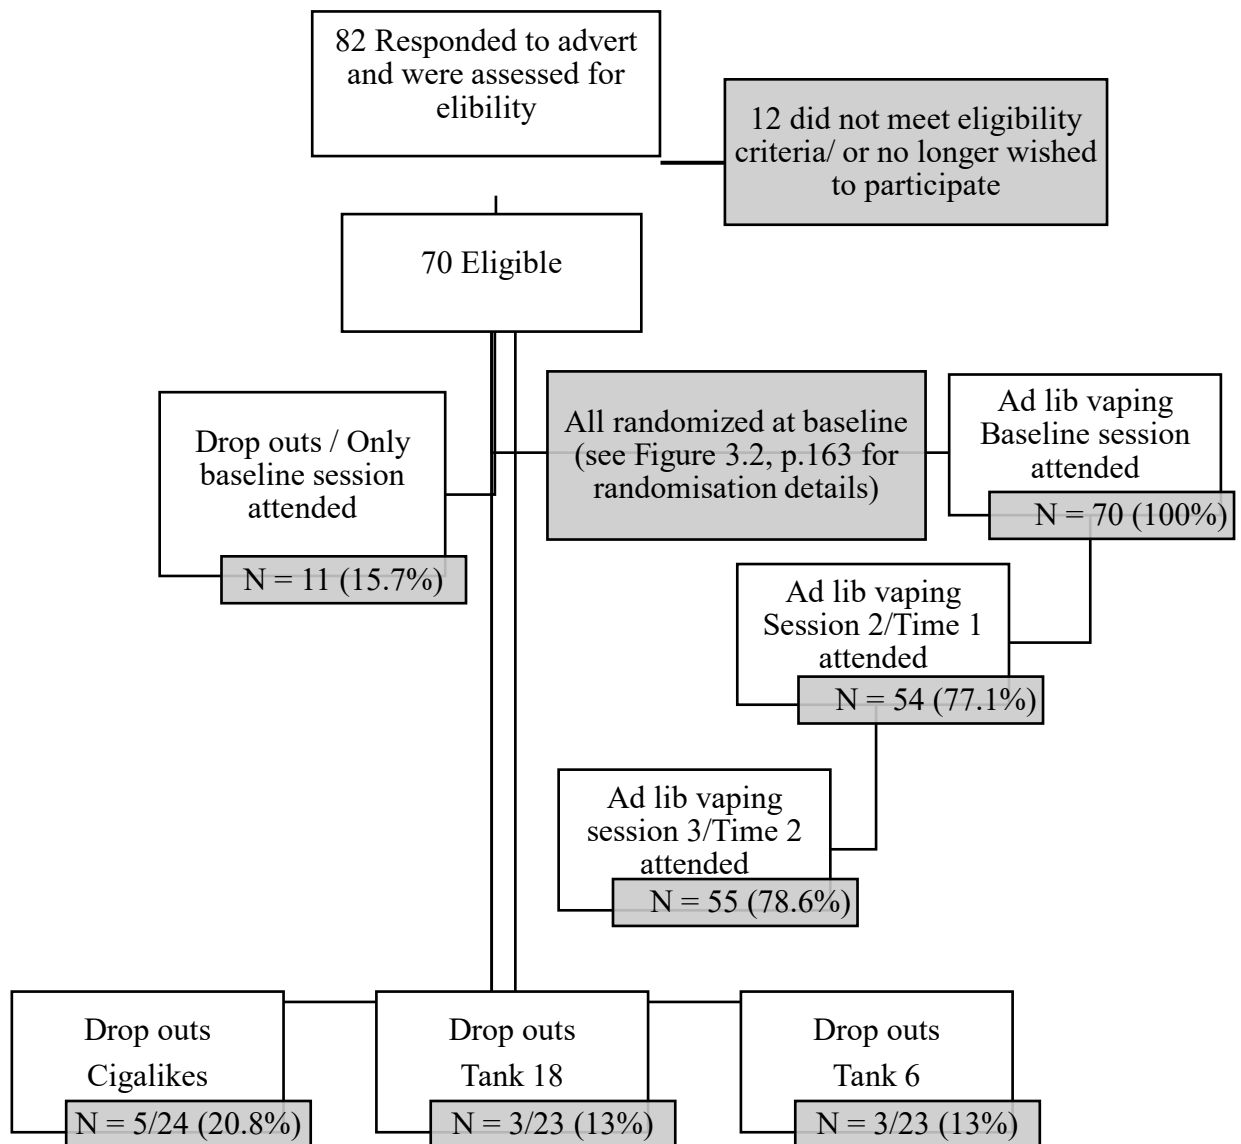 82 Responded to advert
and were assessed for
elibility
12 did not meet eligibility
criteria/ or no longer wished
to participate
70 Eligible
Drop outs / Only
baseline session
attended
N = 11 (15.7%)
All randomized at baseline
(see Figure 3.2, p.163 for
randomisation details)
Ad lib vaping
Baseline session
attended
N = 70 (100%)
Ad lib vaping
Session 2/Time 1
attended
N = 54 (77.1%)
Ad lib vaping
session 3/Time 2
attended
N = 55 (78.6%)
Drop outs
Cigalikes
N = 5/24 (20.8%)
Drop outs
Tank 18
N = 3/23 (13%)
Drop outs
Tank 6
N = 3/23 (13%)